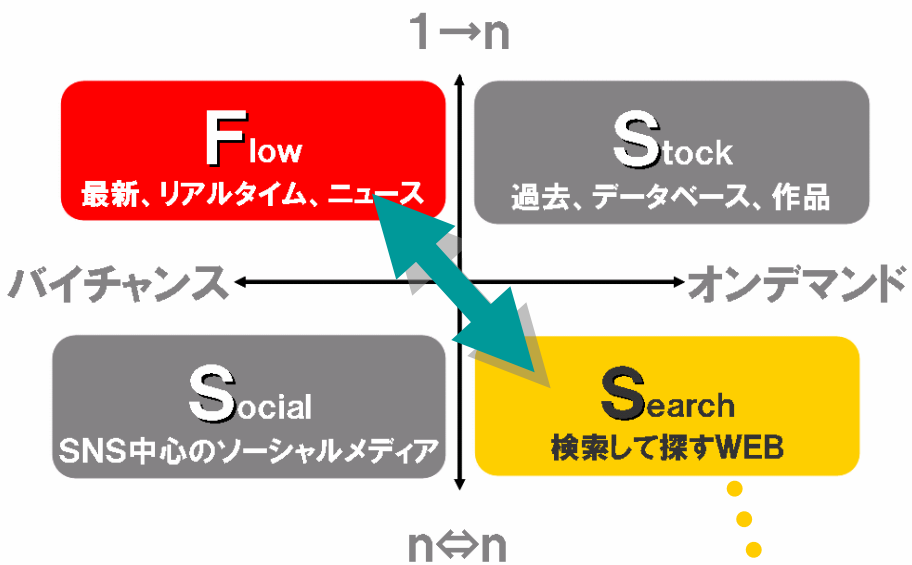 1→n
Flow
最新、リアルタイム、ニュース
Stock
過去、データベース、作品
バイチャンス
オンデマンド
Social
SNS中心のソーシャルメディア
Search
検索して探すWEB
n⇔n